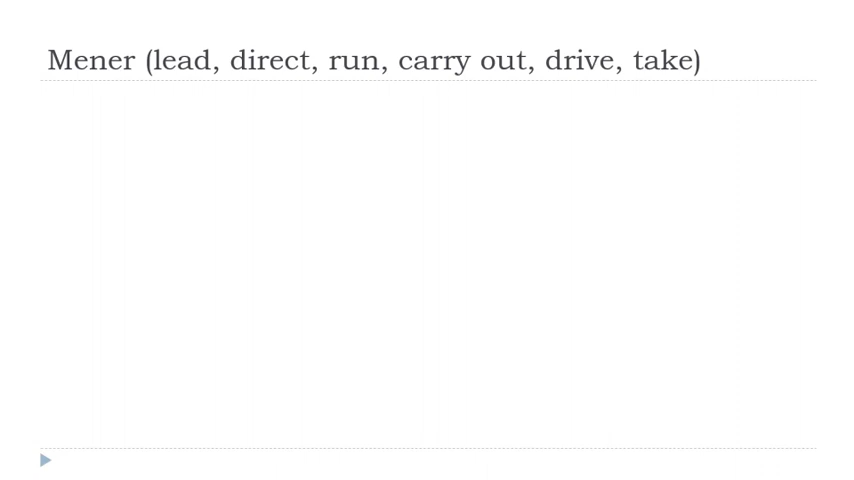 Mener (lead, direct, run, carry out, drive, take)